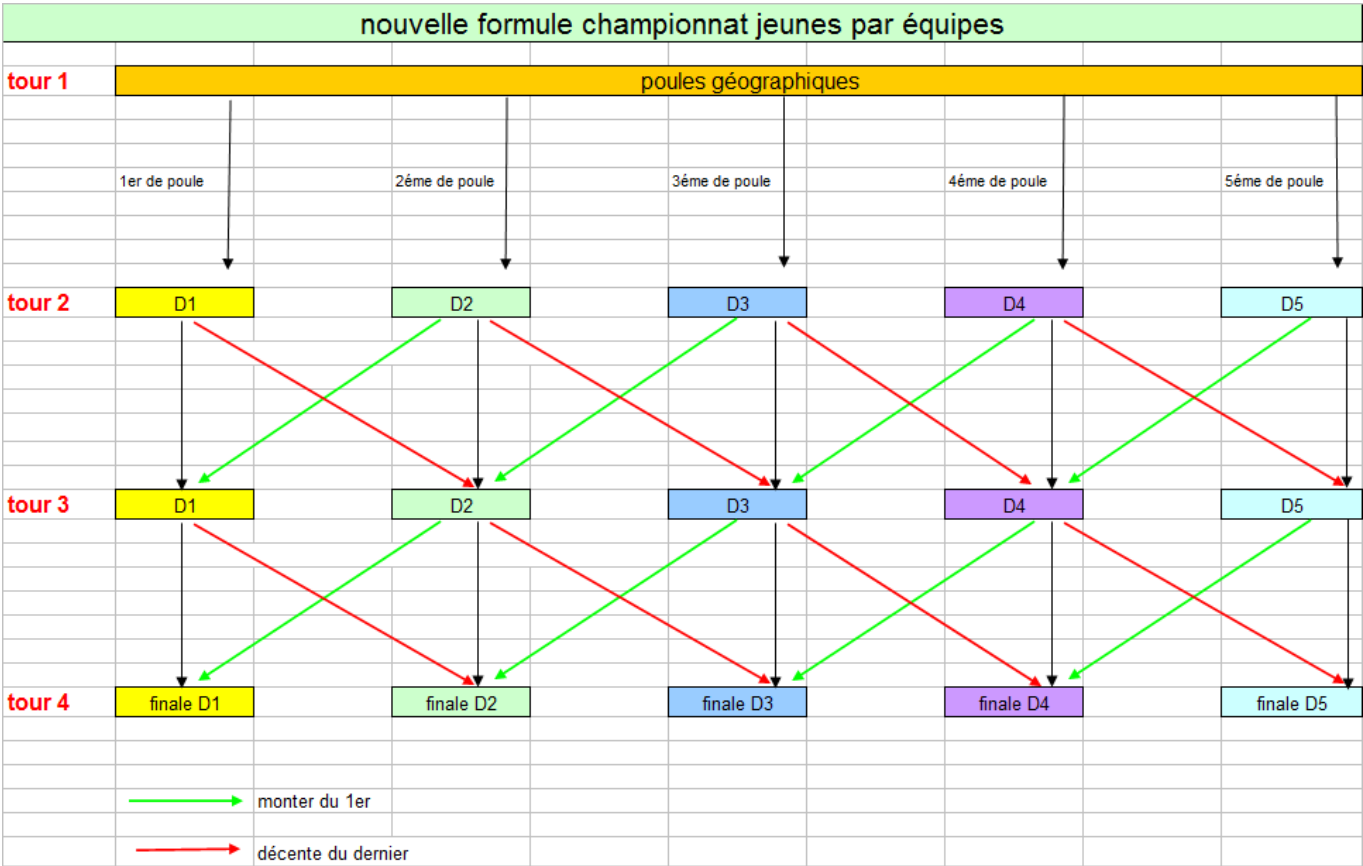 nouvelle formule championnat jeunes par équipes
tour 1
poules géographiques
1er de poule
2éme de poule
3éme de poule
4éme de poule
5éme de poule
tour 2
D1
D2
D3
D4
D5
tour 3
D1
D2
D3
D4
D5
tour 4
finale D1
finale D2
finale D3
finale D4
finale D5
monter du 1er
décente du dernier